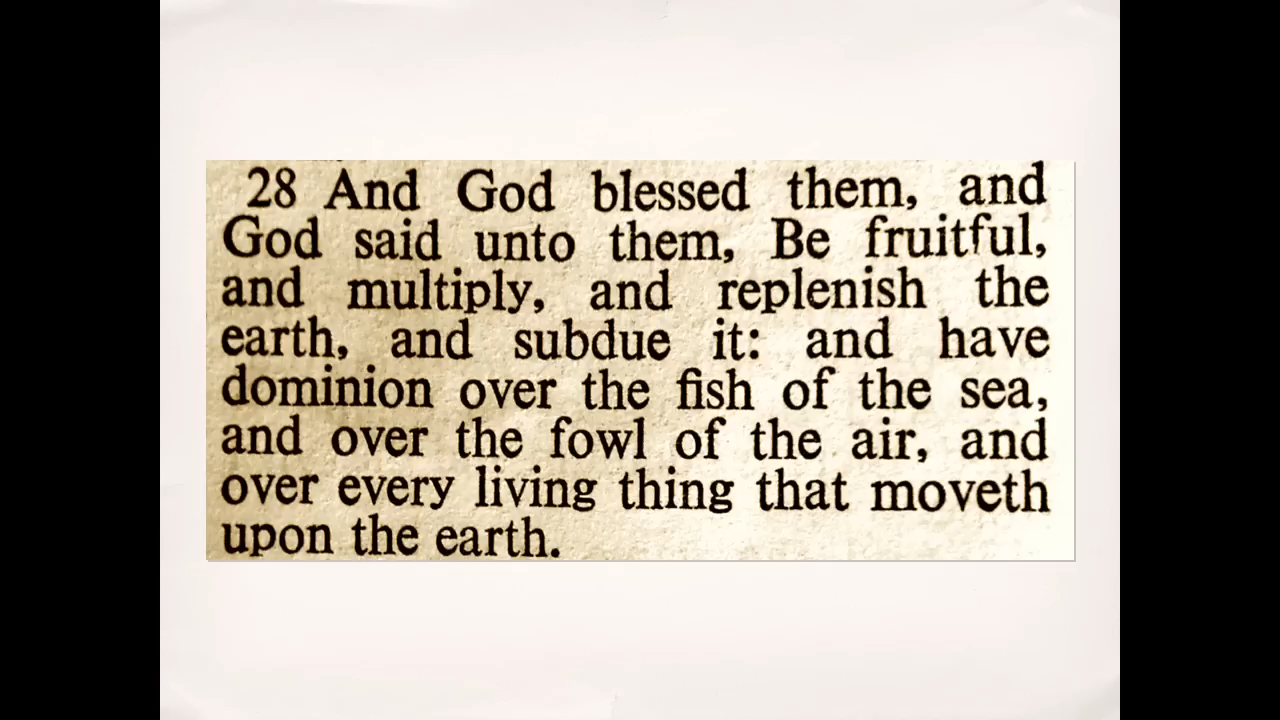 28 And God blessed them, and
God said unto them, Be fruitful,
and multiply, and replenish the
earth, and subdue it: and have
dominion over the fish of the sea,
and over the fowl of the air, and
over every living thing that moveth
upon the earth.